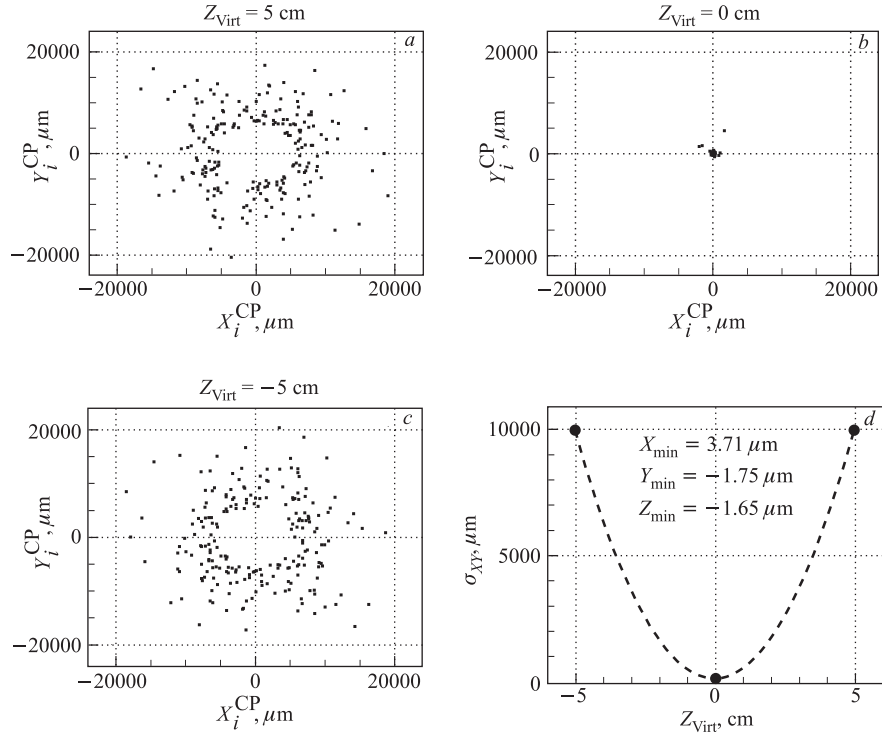 Z_Virt = 5 cm
a
20000
0
−20000
Y_i^CP, μm
−20000
0
20000
X_i^CP, μm
Z_Virt = 0 cm
b
20000
0
−20000
Y_i^CP, μm
−20000
0
20000
X_i^CP, μm
Z_Virt = −5 cm
c
20000
0
−20000
Y_i^CP, μm
−20000
0
20000
X_i^CP, μm
d
10000
5000
0
σ_XY, μm
X_min = 3.71 μm
Y_min = −1.75 μm
Z_min = −1.65 μm
−5
0
5
Z_Virt, cm